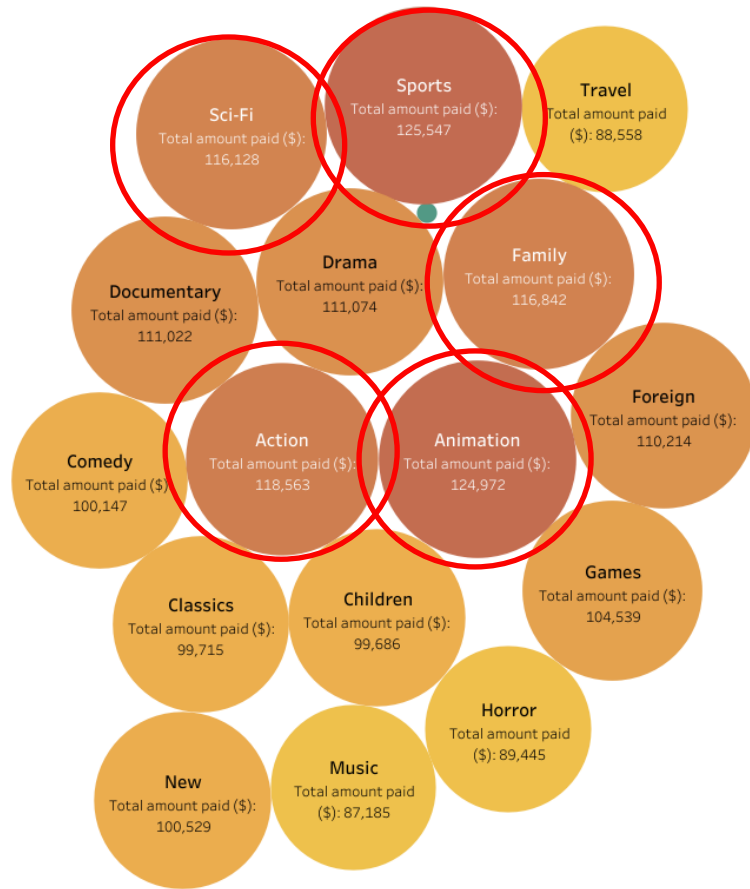 Sports
Total amount paid ($):
125,547
Travel
Total amount paid
($): 88,558
Sci-Fi
Total amount paid ($):
116,128
Family
Total amount paid ($):
116,842
Drama
Total amount paid ($):
111,074
Documentary
Total amount paid ($):
111,022
Foreign
Total amount paid ($):
110,214
Action
Total amount paid ($):
118,563
Animation
Total amount paid ($):
124,972
Comedy
Total amount paid ($):
100,147
Games
Total amount paid ($):
104,539
Classics
Total amount paid ($):
99,715
Children
Total amount paid ($):
99,686
Horror
Total amount paid
($): 89,445
New
Total amount paid ($):
100,529
Music
Total amount paid
($): 87,185